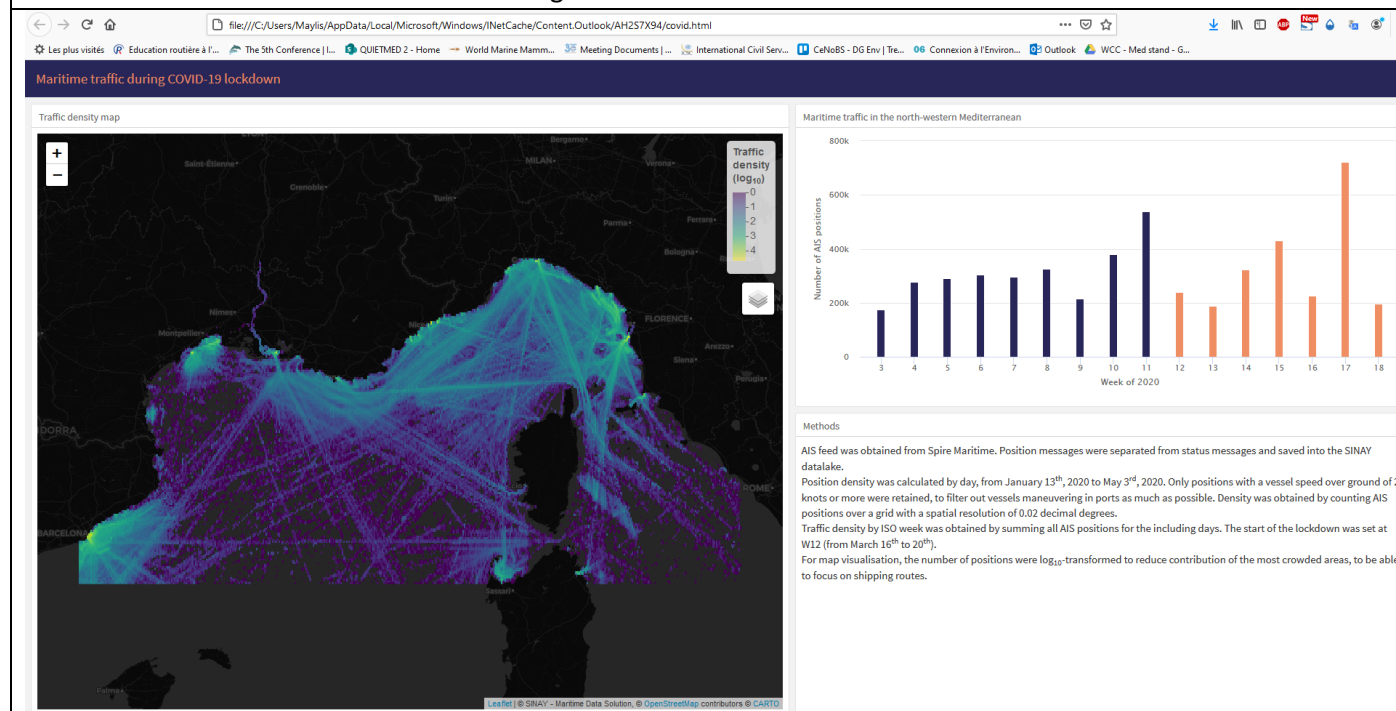 file:///C:/Users/Maylis/AppData/Local/Microsoft/Windows/INetCache/Content.Outlook/AH2S7X94/covid.html
Les plus visités Education routière à l'... The 5th Conference | I... QUIETMED 2 - Home World Marine Mamm... Meeting Documents | ... International Civil Serv... CeNoBS - DG Env | Tre... 06 Connexion à l'Environ... Outlook WCC - Med stand - G...
ABP
New
Maritime traffic during COVID-19 lockdown
Traffic density map
+
−
Traffic
density
(log10)
0
1
2
3
4
Saint-Étienne
Grenoble
Bergamo
MILAN
Verona
Turin
Parma
Ferrara
Bologna
Nîmes
Montpellier
Nice
FLORENCE
Arezzo
Siena
Perugia
ROME
BARCELONA
Sassari
Palma
Leaflet | © SINAY - Maritime Data Solution, © OpenStreetMap contributors © CARTO
Maritime traffic in the north-western Mediterranean
800k
600k
400k
200k
0
Number of AIS positions
3 4 5 6 7 8 9 10 11 12 13 14 15 16 17 18
Week of 2020
Methods
AIS feed was obtained from Spire Maritime. Position messages were separated from status messages and saved into the SINAY
datalake.
Position density was calculated by day, from January 13th, 2020 to May 3rd, 2020. Only positions with a vessel speed over ground of 2
knots or more were retained, to filter out vessels maneuvering in ports as much as possible. Density was obtained by counting AIS
positions over a grid with a spatial resolution of 0.02 decimal degrees.
Traffic density by ISO week was obtained by summing all AIS positions for the including days. The start of the lockdown was set at
W12 (from March 16th to 20th).
For map visualisation, the number of positions were log10-transformed to reduce contribution of the most crowded areas, to be able
to focus on shipping routes.